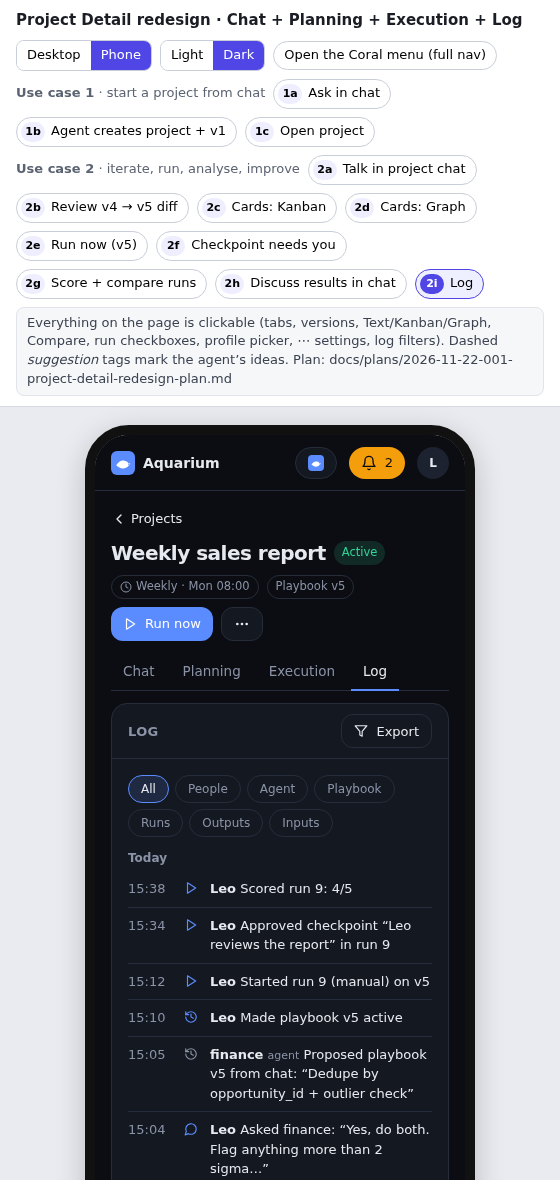 Project Detail redesign · Chat + Planning + Execution + Log
Desktop Phone Light Dark Open the Coral menu (full nav)
Use case 1 · start a project from chat 1a Ask in chat
1b Agent creates project + v1 1c Open project
Use case 2 · iterate, run, analyse, improve 2a Talk in project chat
2b Review v4 → v5 diff 2c Cards: Kanban 2d Cards: Graph
2e Run now (v5) 2f Checkpoint needs you
2g Score + compare runs 2h Discuss results in chat 2i Log
Everything on the page is clickable (tabs, versions, Text/Kanban/Graph,
Compare, run checkboxes, profile picker, ··· settings, log filters). Dashed
suggestion tags mark the agent’s ideas. Plan: docs/plans/2026-11-22-001-
project-detail-redesign-plan.md
Aquarium 2 L
Projects
Weekly sales report Active
Weekly · Mon 08:00 Playbook v5
Run now ···
Chat Planning Execution Log
LOG Export
All People Agent Playbook
Runs Outputs Inputs
Today
15:38 Leo Scored run 9: 4/5
15:34 Leo Approved checkpoint “Leo
reviews the report” in run 9
15:12 Leo Started run 9 (manual) on v5
15:10 Leo Made playbook v5 active
15:05 finance agent Proposed playbook
v5 from chat: “Dedupe by
opportunity_id + outlier check”
15:04 Leo Asked finance: “Yes, do both.
Flag anything more than 2
sigma…”